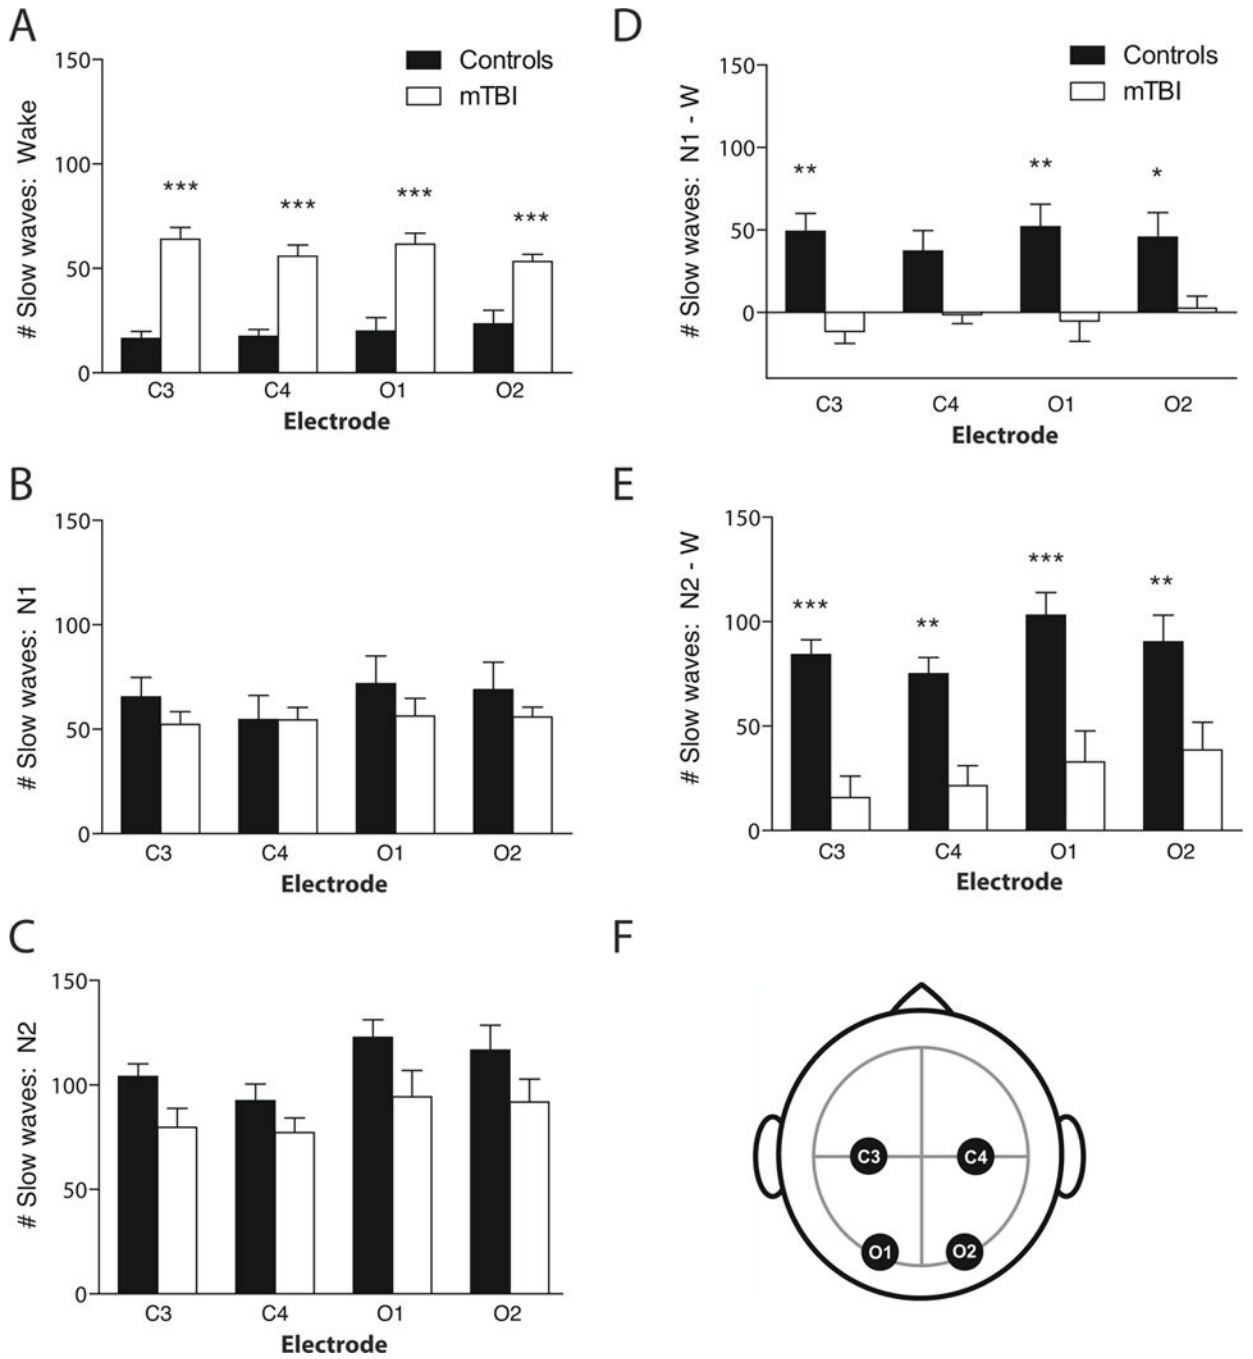 A
# Slow waves: Wake
150
100
50
0
Controls
mTBI
***
***
***
***
C3 C4 O1 O2
Electrode
D
# Slow waves: N1 - W
150
100
50
0
Controls
mTBI
**
**
*
C3 C4 O1 O2
Electrode
B
# Slow waves: N1
150
100
50
0
C3 C4 O1 O2
Electrode
E
# Slow waves: N2 - W
150
100
50
0
***
**
***
**
C3 C4 O1 O2
Electrode
C
# Slow waves: N2
150
100
50
0
C3 C4 O1 O2
Electrode
F
C3 C4
O1 O2